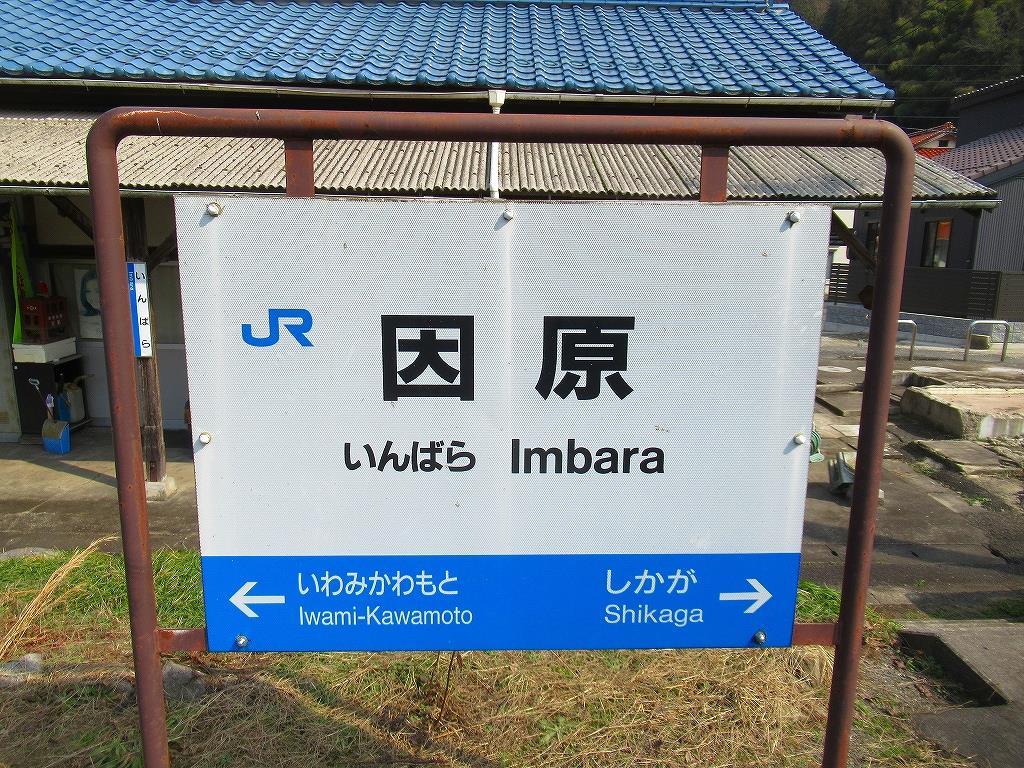 JR
因原
いんばら Imbara
← いわみかわもと
Iwami-Kawamoto
しかが →
Shikaga
いんばら